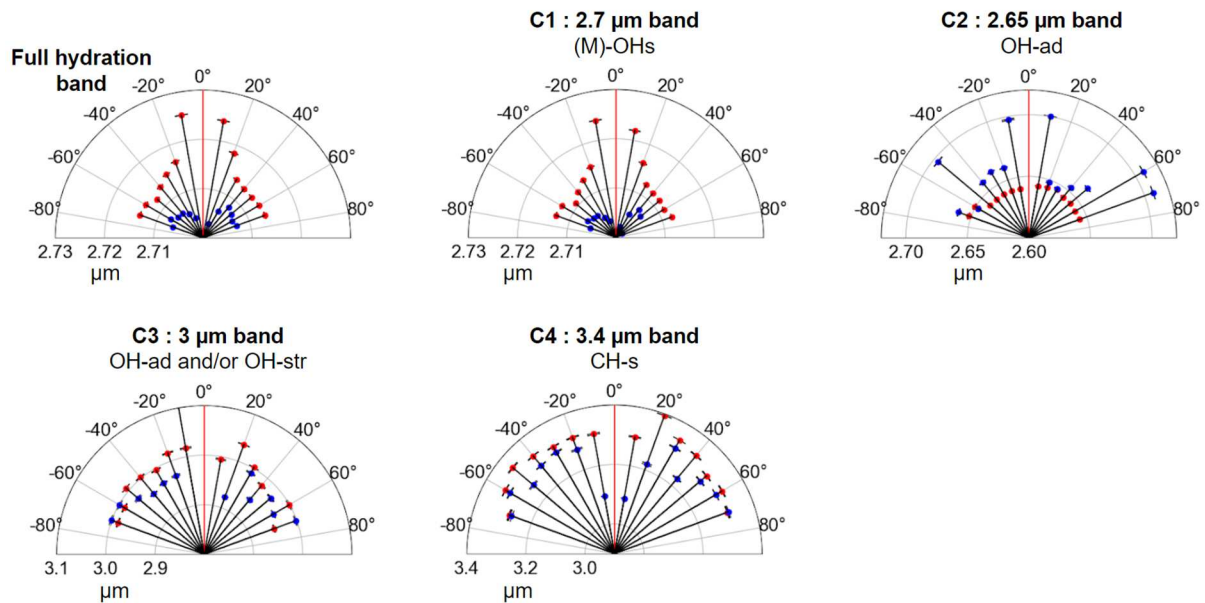 Full hydration
band
0°
-20°
20°
-40°
40°
-60°
60°
-80°
80°
2.73 2.72 2.71
µm
C1 : 2.7 µm band
(M)-OHs
0°
-20°
20°
-40°
40°
-60°
60°
-80°
80°
2.73 2.72 2.71
µm
C2 : 2.65 µm band
OH-ad
0°
-20°
20°
-40°
40°
-60°
60°
-80°
80°
2.70 2.65 2.60
µm
C3 : 3 µm band
OH-ad and/or OH-str
0°
-20°
20°
-40°
40°
-60°
60°
-80°
80°
3.1 3.0 2.9
µm
C4 : 3.4 µm band
CH-s
0°
-20°
20°
-40°
40°
-60°
60°
-80°
80°
3.4 3.2 3.0
µm